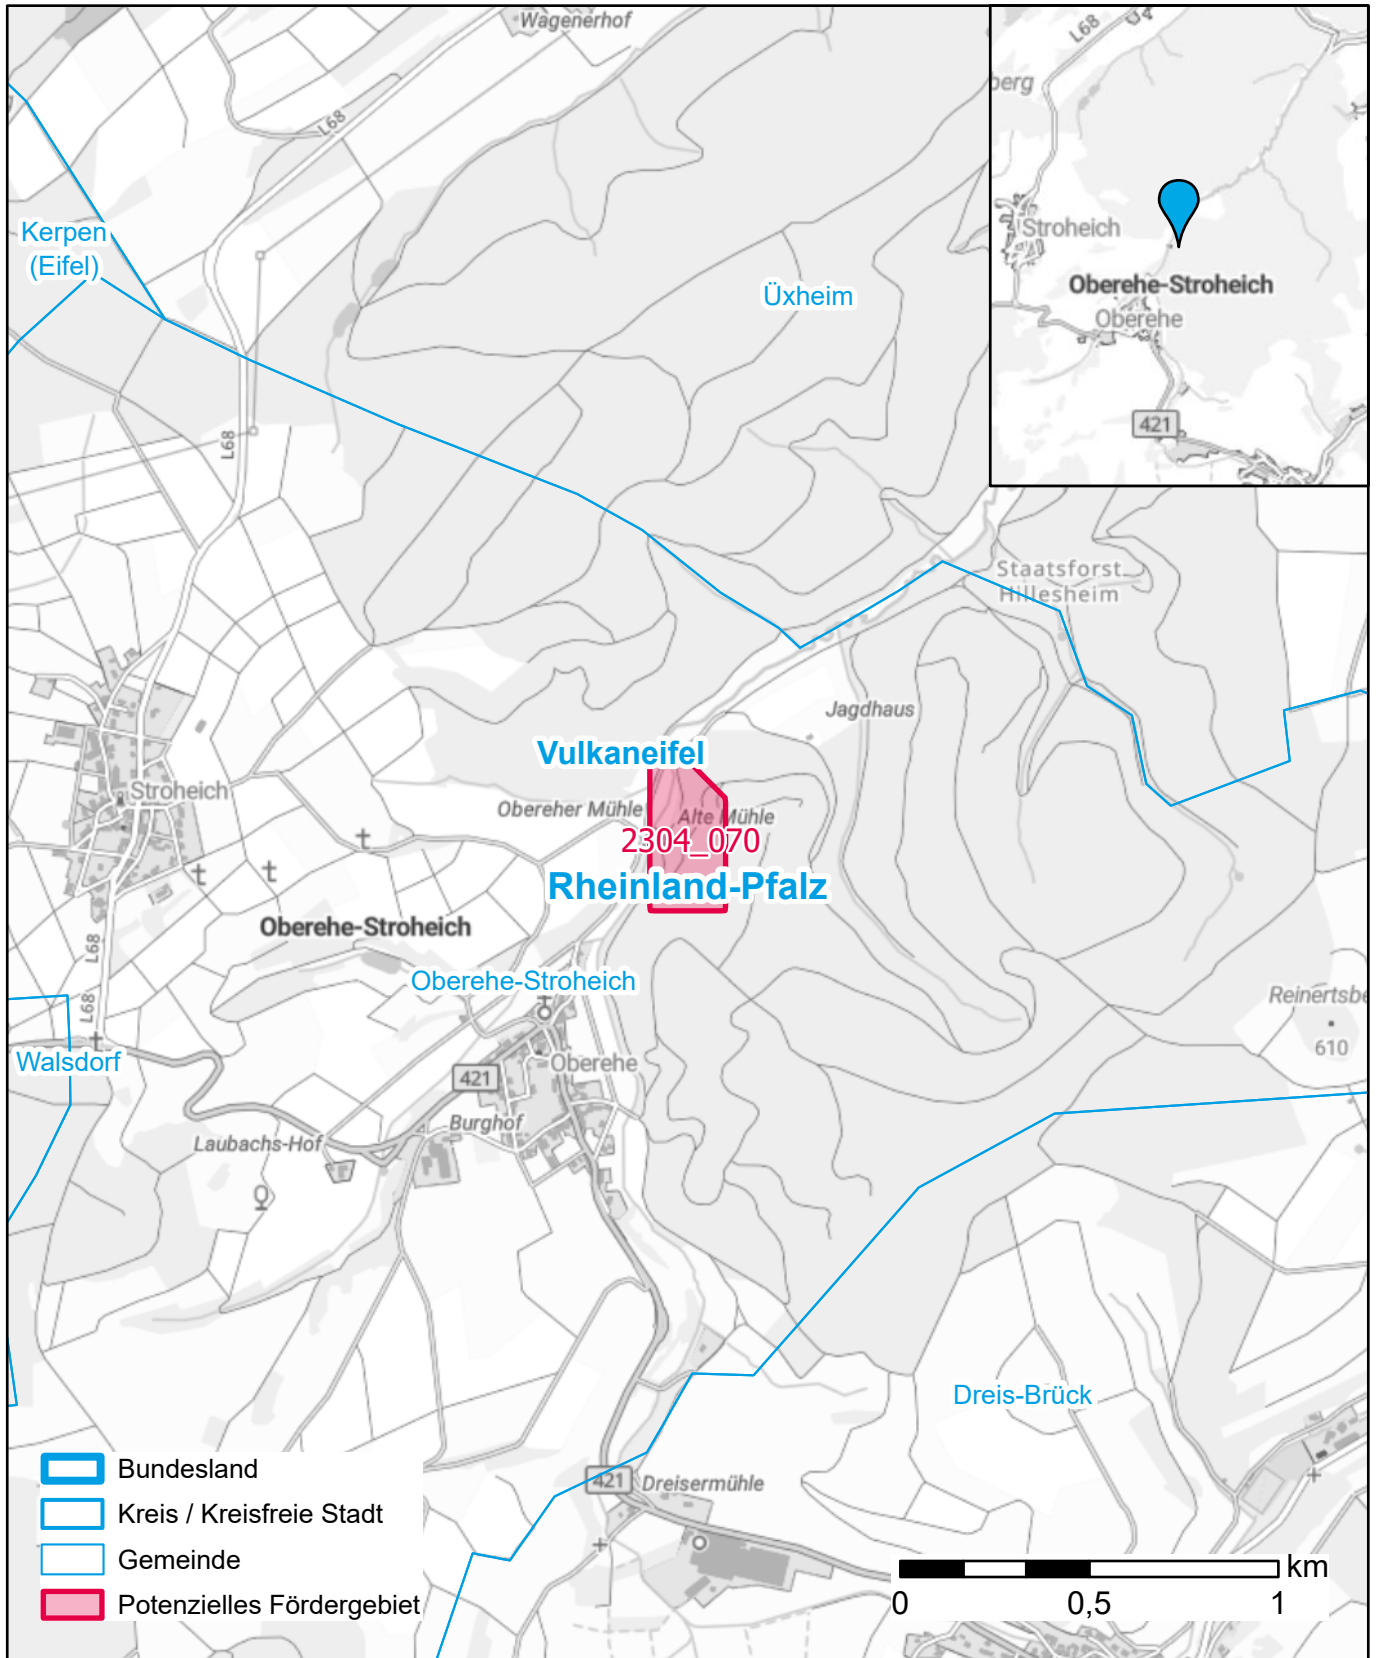 Wagenerhof
L68
L68
berg
Kerpen
(Eifel)
Üxheim
Stroheich
Oberehe-Stroheich
Oberehe
421
L68
Staatsforst
Hillesheim
Jagdhaus
Vulkaneifel
Stroheich
Obereher Mühle
Alte Mühle
2304_070
Rheinland-Pfalz
Oberehe-Stroheich
L68
Oberehe-Stroheich
L68
Reinertsbe
610
Walsdorf
Oberehe
421
Burghof
Laubachs-Hof
Dreis-Brück
421
Dreisermühle
Bundesland
Kreis / Kreisfreie Stadt
Gemeinde
Potenzielles Fördergebiet
km
0 0,5 1